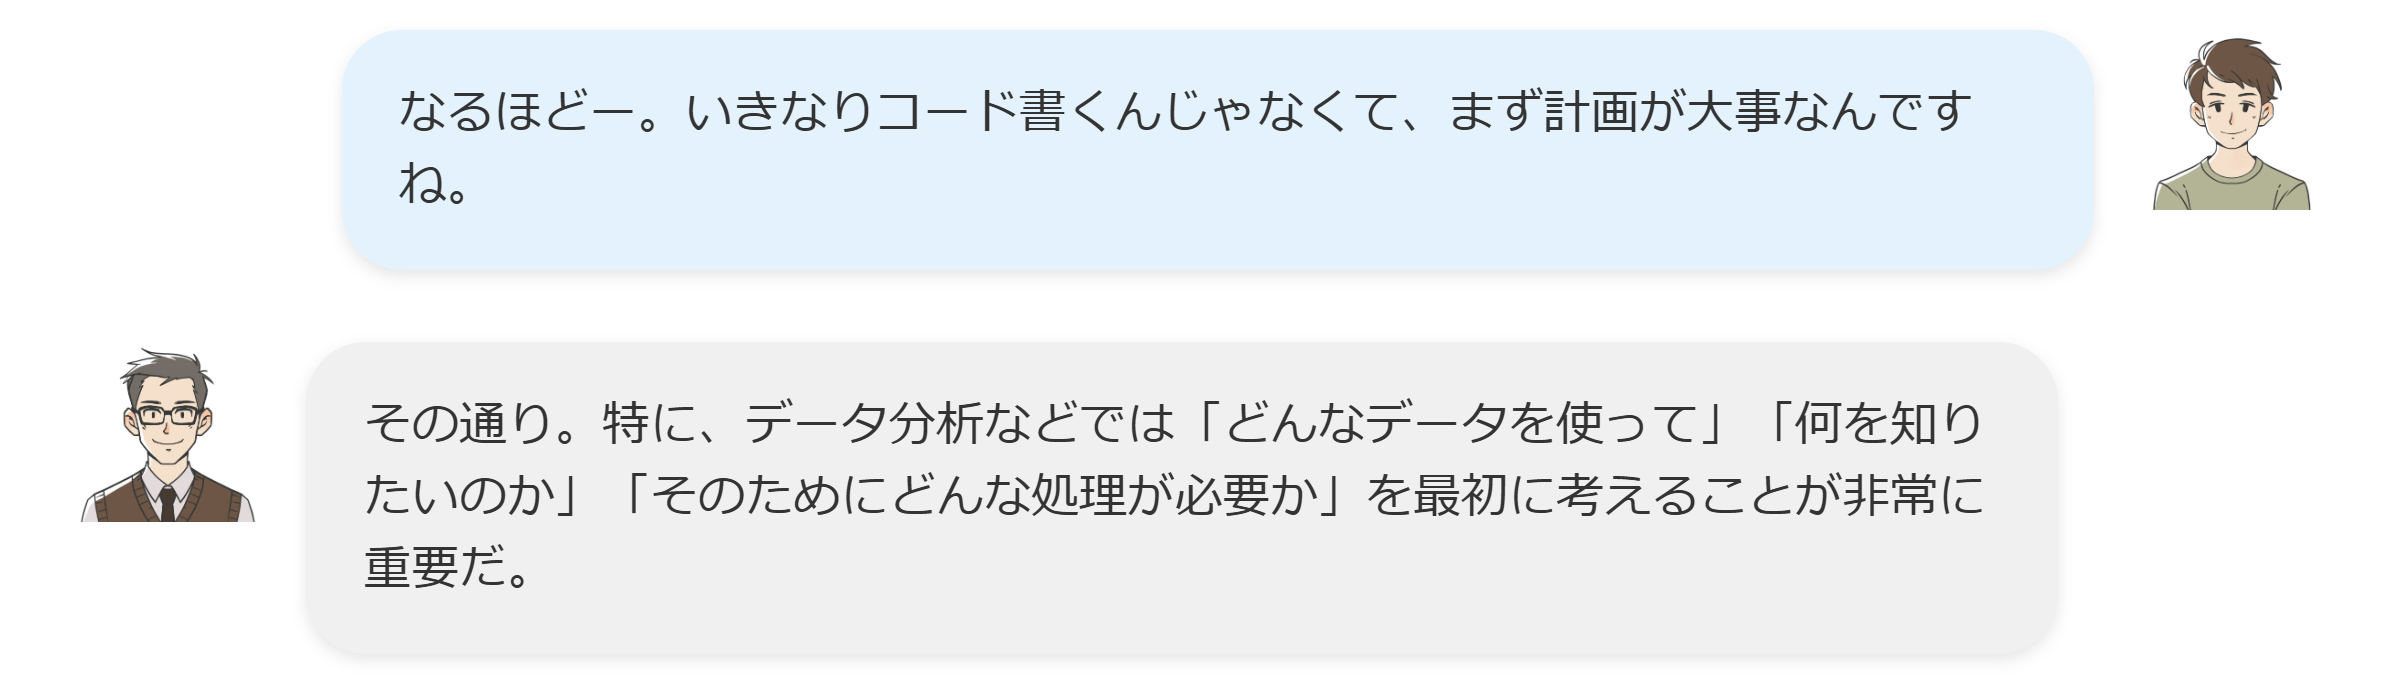 なるほどー。いきなりコード書くんじゃなくて、まず計画が大事なんです
ね。
その通り。特に、データ分析などでは「どんなデータを使って」「何を知り
たいのか」「そのためにどんな処理が必要か」を最初に考えることが非常に
重要だ。